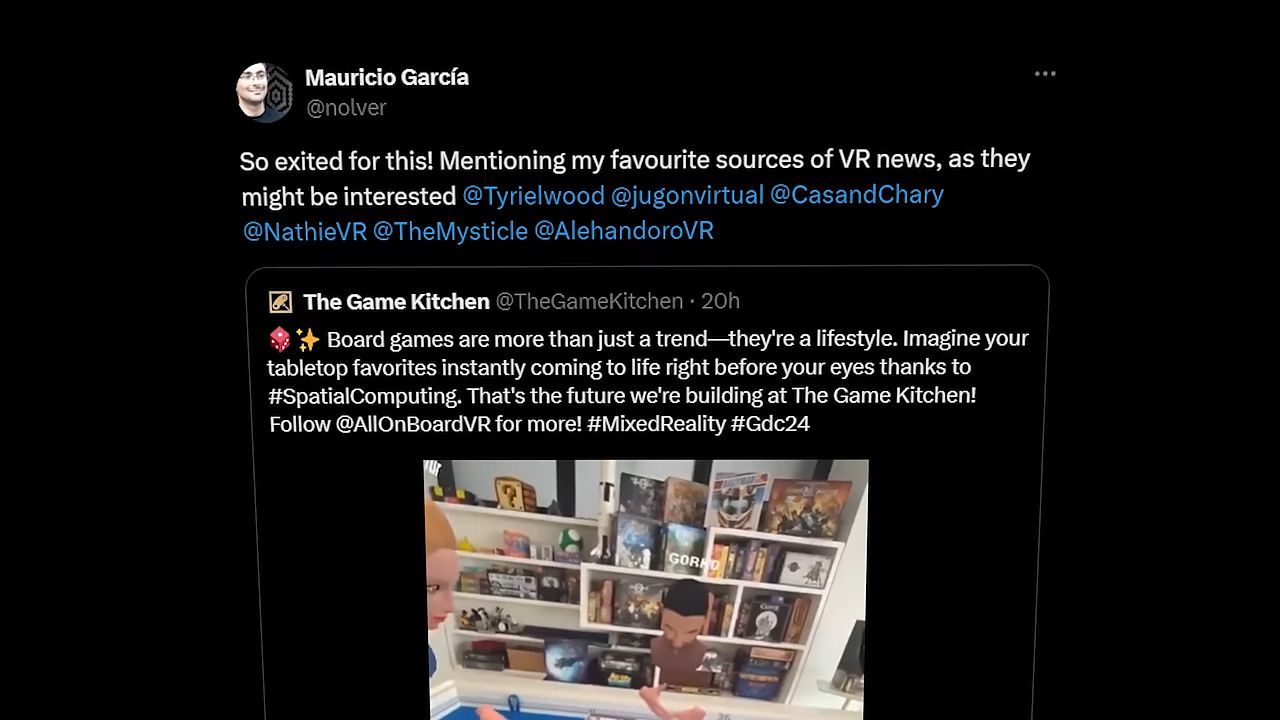 Mauricio García
@nolver
So exited for this! Mentioning my favourite sources of VR news, as they
might be interested @Tyrielwood @jugonvirtual @CasandChary
@NathieVR @TheMysticle @AlehandoroVR
The Game Kitchen @TheGameKitchen · 20h
🎲✨ Board games are more than just a trend—they're a lifestyle. Imagine your
tabletop favorites instantly coming to life right before your eyes thanks to
#SpatialComputing. That's the future we're building at The Game Kitchen!
Follow @AllOnBoardVR for more! #MixedReality #Gdc24
GORKO